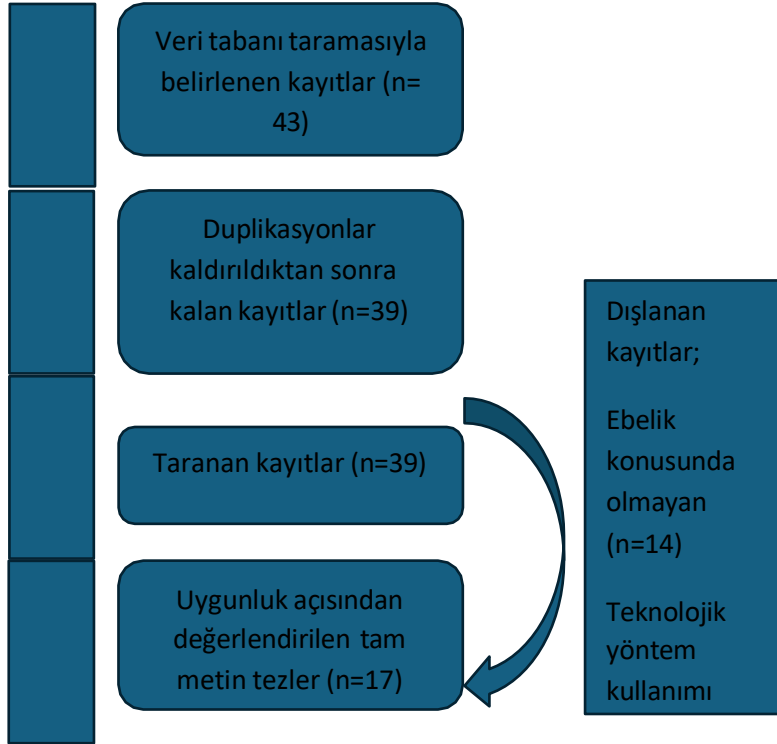 Veri tabanı taramasıyla
belirlenen kayıtlar (n=
43)
Duplikasyonlar
kaldırıldıktan sonra
kalan kayıtlar (n=39)
Taranan kayıtlar (n=39)
Uygunluk açısından
değerlendirilen tam
metin tezler (n=17)
Dışlanan
kayıtlar;
Ebelik
konusunda
olmayan
(n=14)
Teknolojik
yöntem
kullanımı